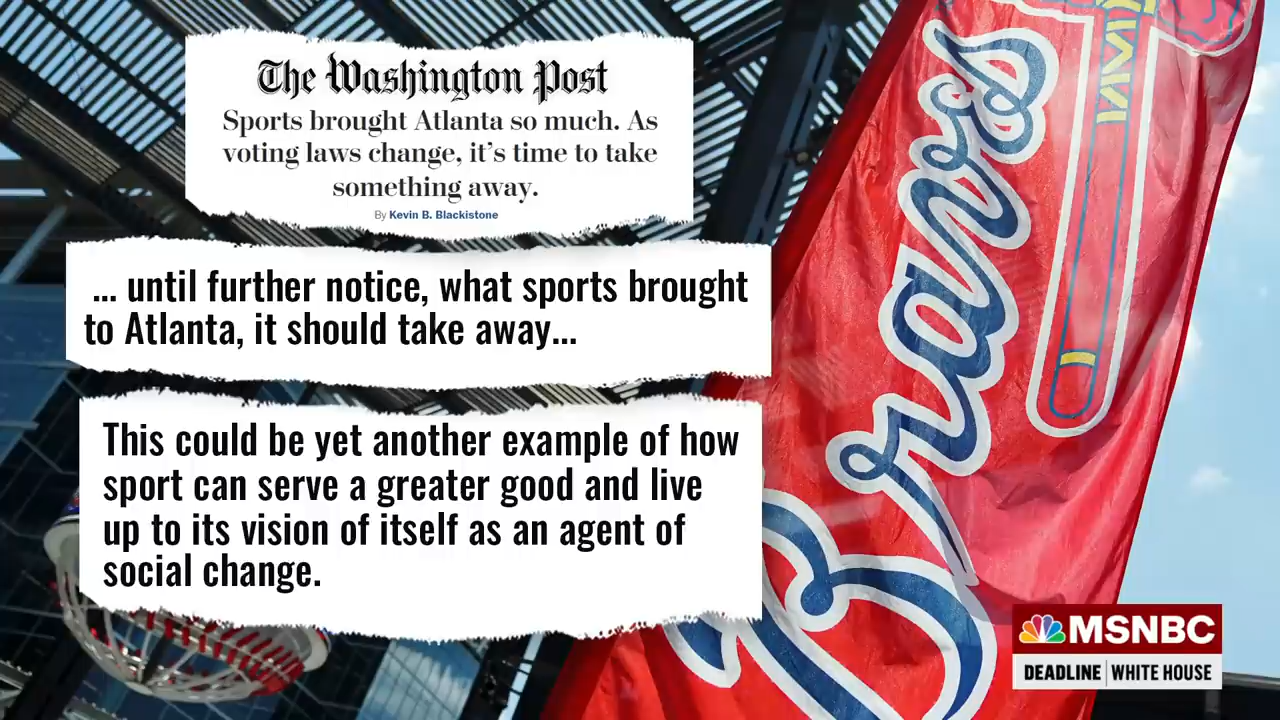 The Washington Post
Sports brought Atlanta so much. As
voting laws change, it's time to take
something away.
By Kevin B. Blackistone
... until further notice, what sports brought
to Atlanta, it should take away...
This could be yet another example of how
sport can serve a greater good and live
up to its vision of itself as an agent of
social change.
Braves
MSNBC
DEADLINE WHITE HOUSE